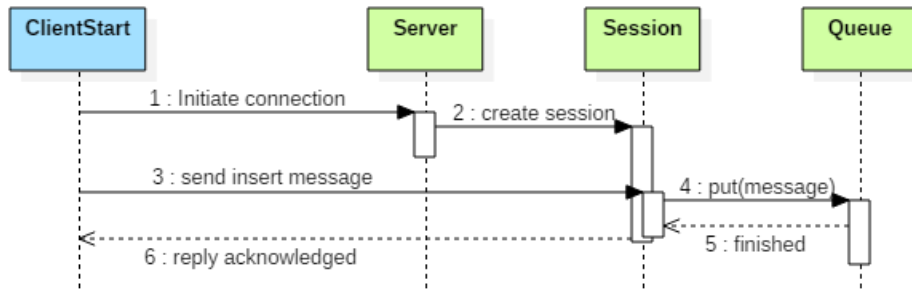 ClientStart
Server
Session
Queue
1 : Initiate connection
2 : create session
3 : send insert message
4 : put(message)
5 : finished
6 : reply acknowledged